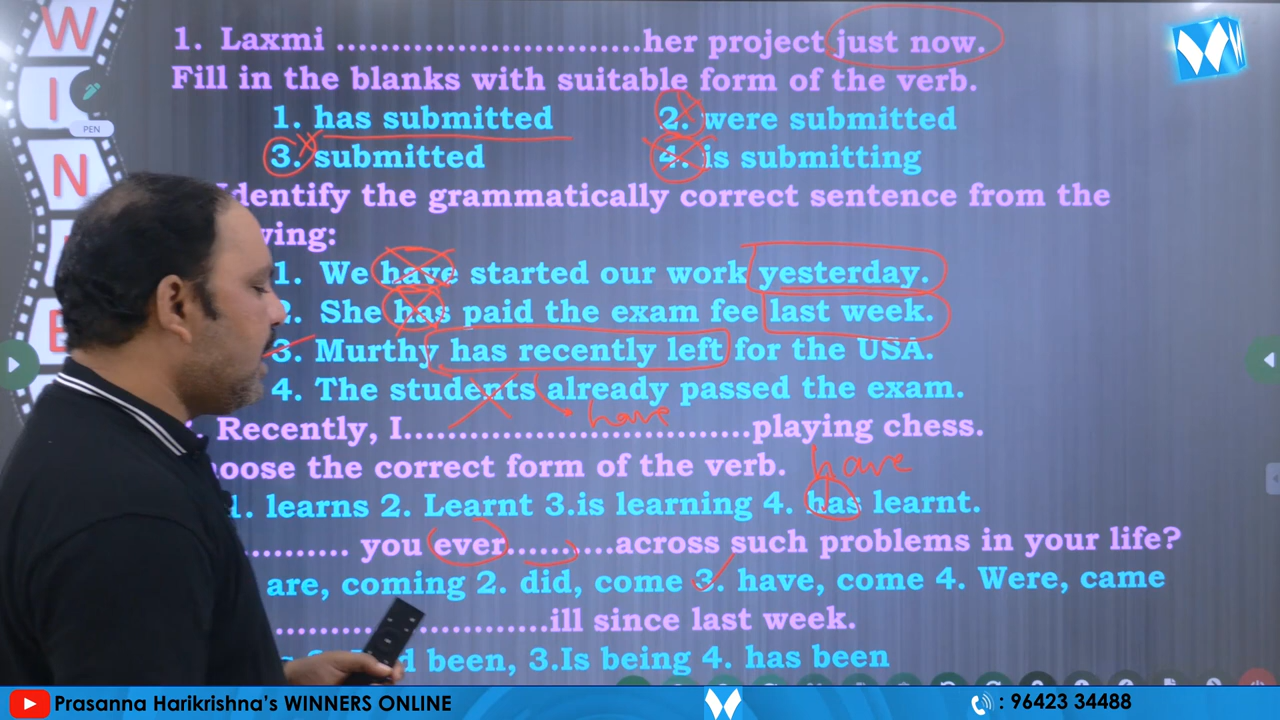 W
I
N
E
PEN
1. Laxmi ..............................her project just now.
Fill in the blanks with suitable form of the verb.
1. has submitted 2. were submitted
3. submitted 4. is submitting
Identify the grammatically correct sentence from the
wing:
1. We have started our work yesterday.
2. She has paid the exam fee last week.
3. Murthy has recently left for the USA.
4. The students already passed the exam.
have
Recently, I..................................playing chess.
oose the correct form of the verb. have
1. learns 2. Learnt 3.is learning 4. has learnt.
.......... you ever..........across such problems in your life?
are, coming 2. did, come 3. have, come 4. Were, came
...........................ill since last week.
d been, 3.Is being 4. has been
Prasanna Harikrishna's WINNERS ONLINE : 96423 34488